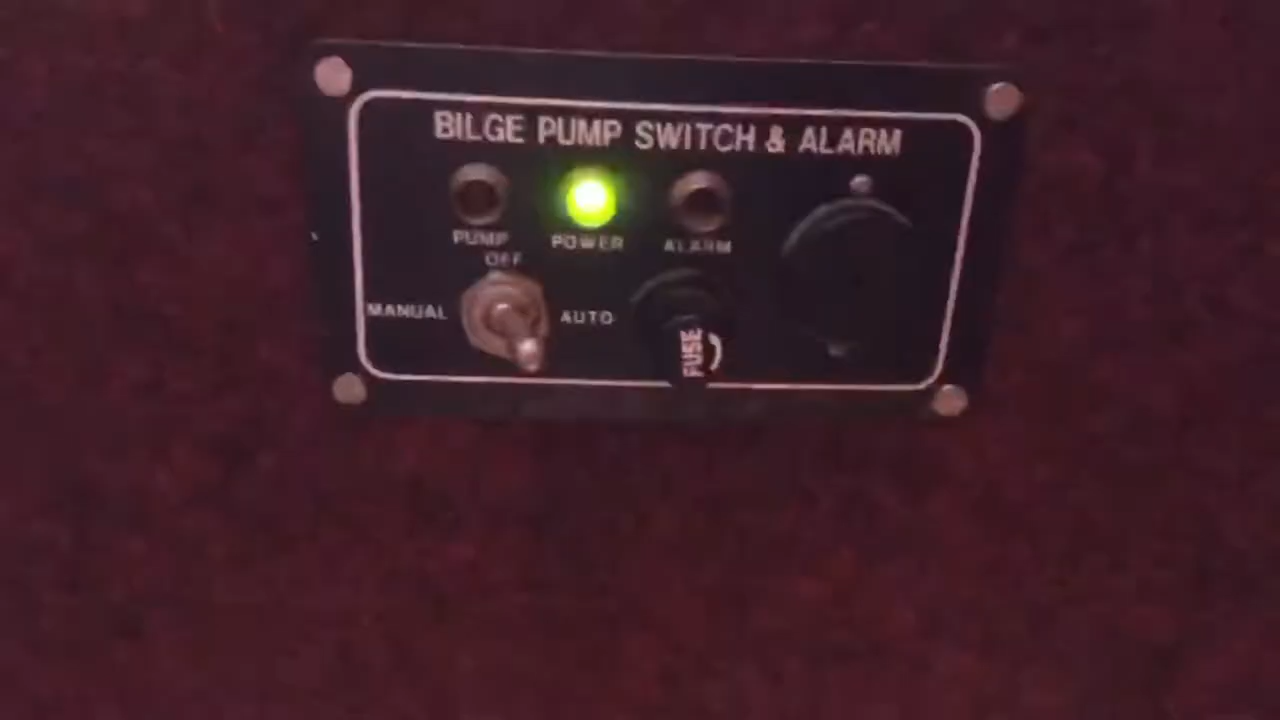 BILGE PUMP SWITCH & ALARM
PUMP POWER ALARM
OFF
MANUAL AUTO
FUSE